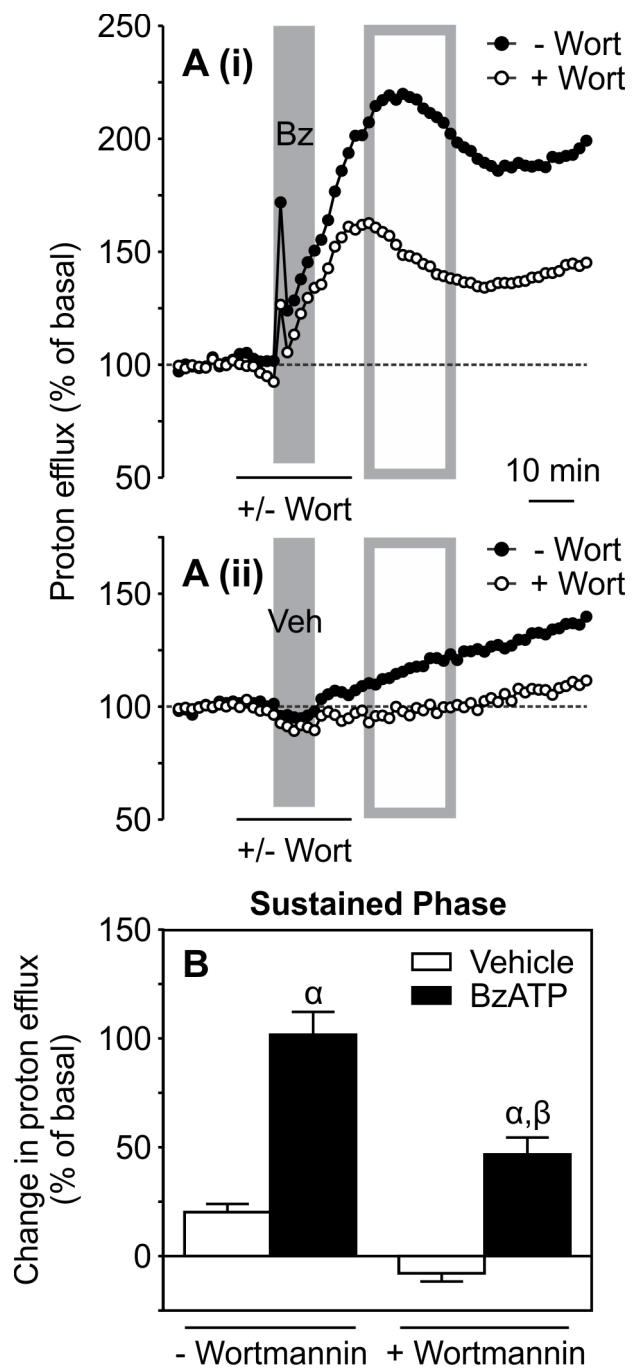 250
200
150
100
50
Proton efflux (% of basal)
A (i)
- Wort
+ Wort
Bz
10 min
+/- Wort
A (ii)
- Wort
+ Wort
150
100
50
Veh
+/- Wort
Sustained Phase
150
100
50
0
Change in proton efflux
(% of basal)
B
Vehicle
BzATP
α
α,β
- Wortmannin
+ Wortmannin